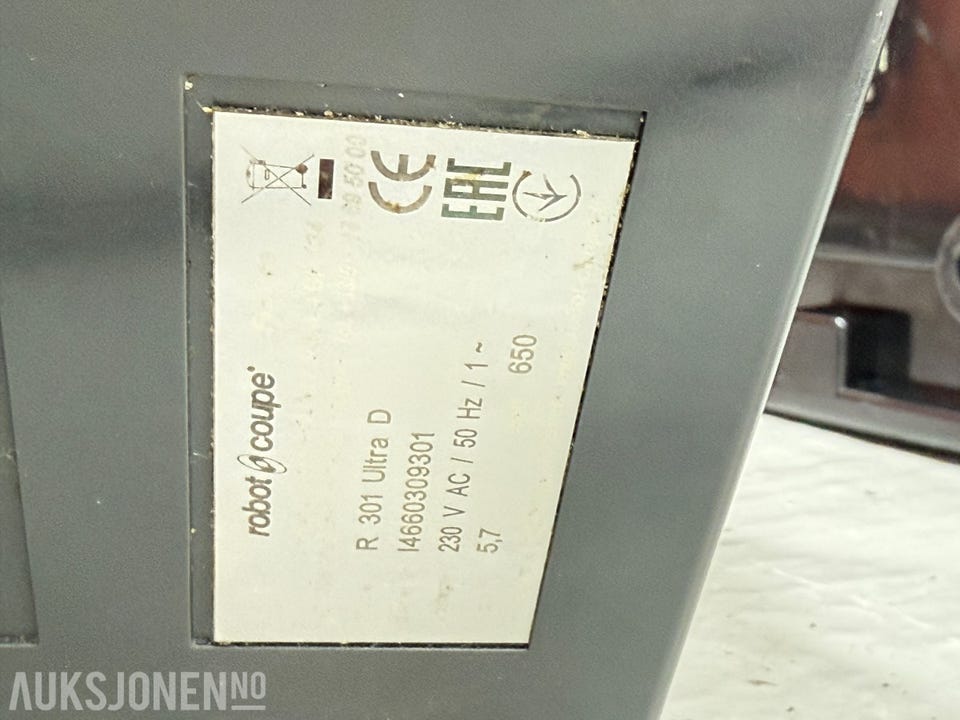 robot coupe®
R 301 Ultra D
I4660309301
230 V AC / 50 Hz / 1 ~
5,7 650
CE
EAC
AUKSJONEN.NO